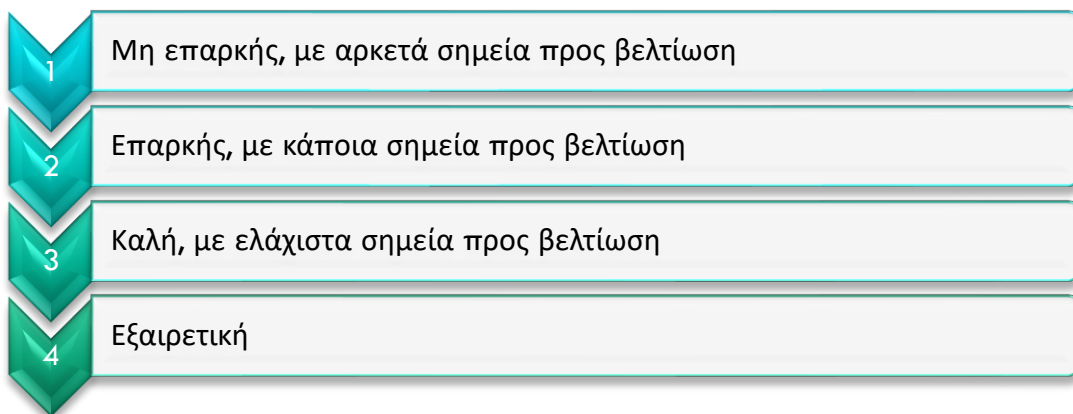 1 Μη επαρκής, με αρκετά σημεία προς βελτίωση
2 Επαρκής, με κάποια σημεία προς βελτίωση
3 Καλή, με ελάχιστα σημεία προς βελτίωση
4 Εξαιρετική